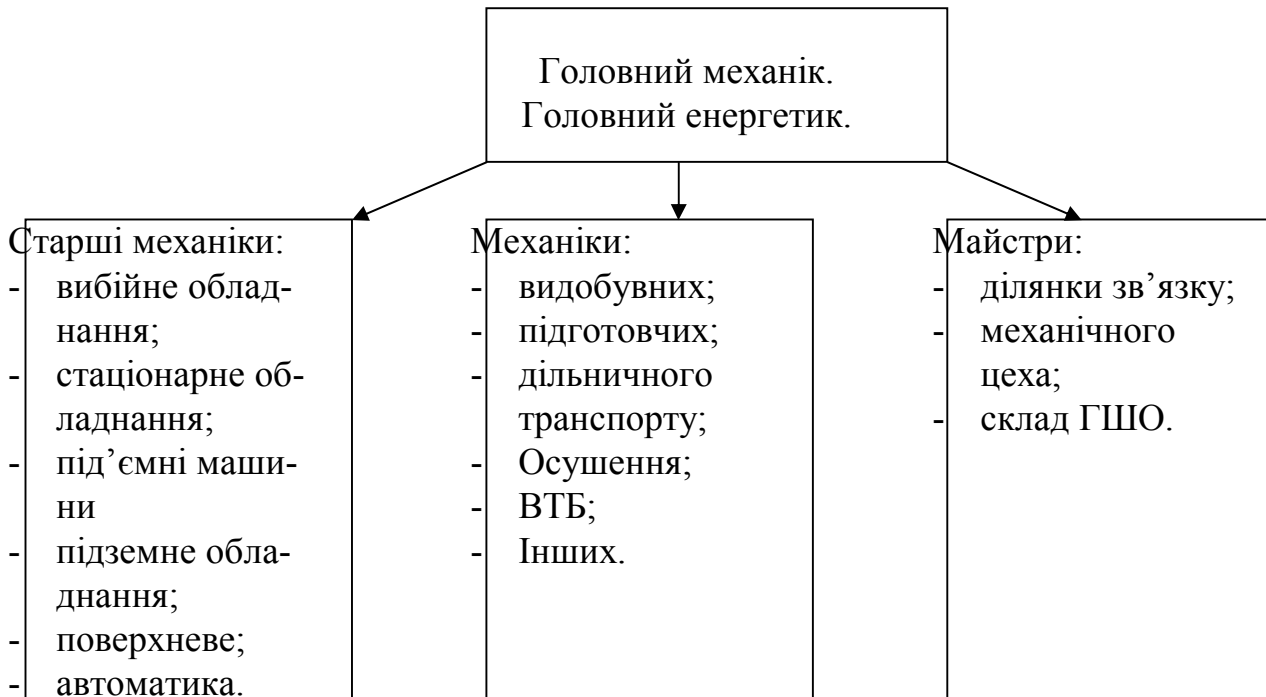 Головний механік.
Головний енергетик.
Старші механіки:
- вибійне облад-
нання;
- стаціонарне об-
ладнання;
- під’ємні маши-
ни
- підземне обла-
днання;
- поверхневе;
- автоматика.
Механіки:
- видобувних;
- підготовчих;
- дільничного
транспорту;
- Осушення;
- ВТБ;
- Інших.
Майстри:
- ділянки зв’язку;
- механічного
цеха;
- склад ГШО.